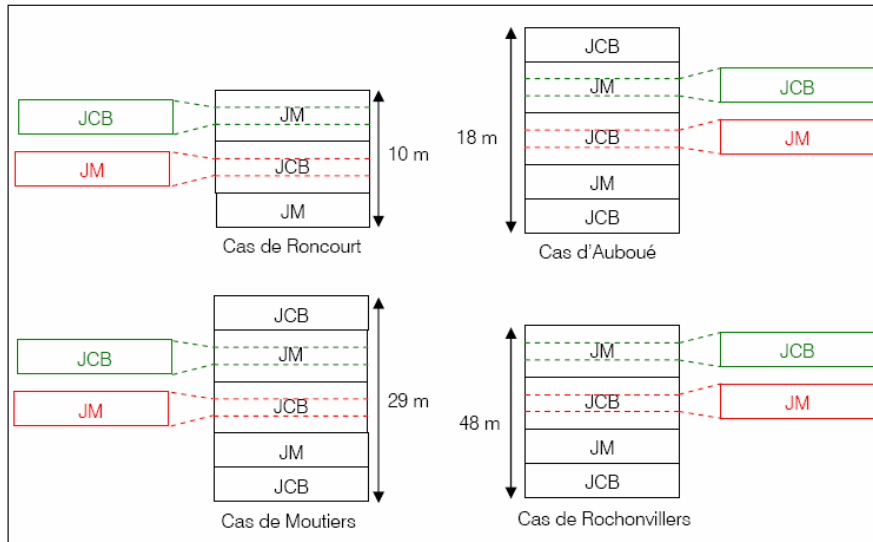 JCB
JM
JM
JCB
JM
10 m
Cas de Roncourt
JCB
JM
JCB
JM
JCB
18 m
JCB
JM
Cas d'Auboué
JCB
JM
JCB
JM
JCB
JM
JCB
29 m
Cas de Moutiers
JM
JCB
JM
JCB
48 m
JCB
JM
Cas de Rochonvillers